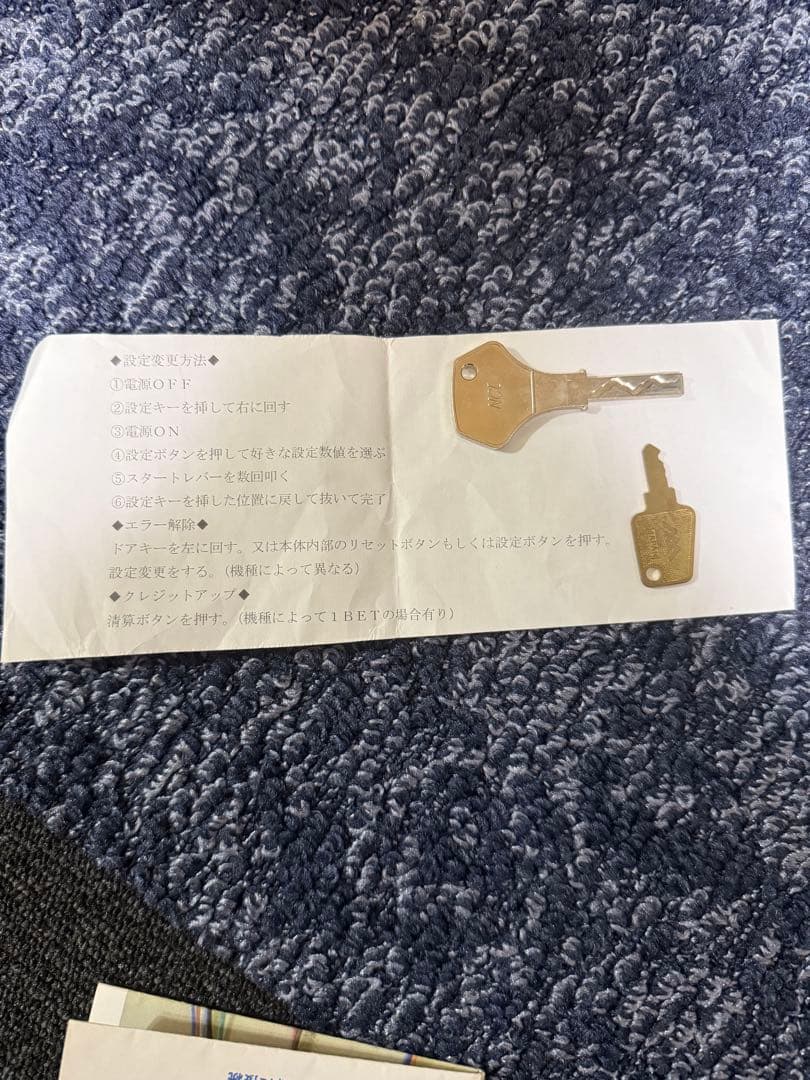 ◆設定変更方法◆
①電源OFF
②設定キーを挿して右に回す
③電源ON
④設定ボタンを押して好きな設定数値を選ぶ
⑤スタートレバーを数回叩く
⑥設定キーを挿した位置に戻して抜いて完了
◆エラー解除◆
ドアキーを左に回す。又は本体内部のリセットボタンもしくは設定ボタンを押す。
設定変更をする。（機種によって異なる）
◆クレジットアップ◆
清算ボタンを押す。（機種によって1BETの場合有り）